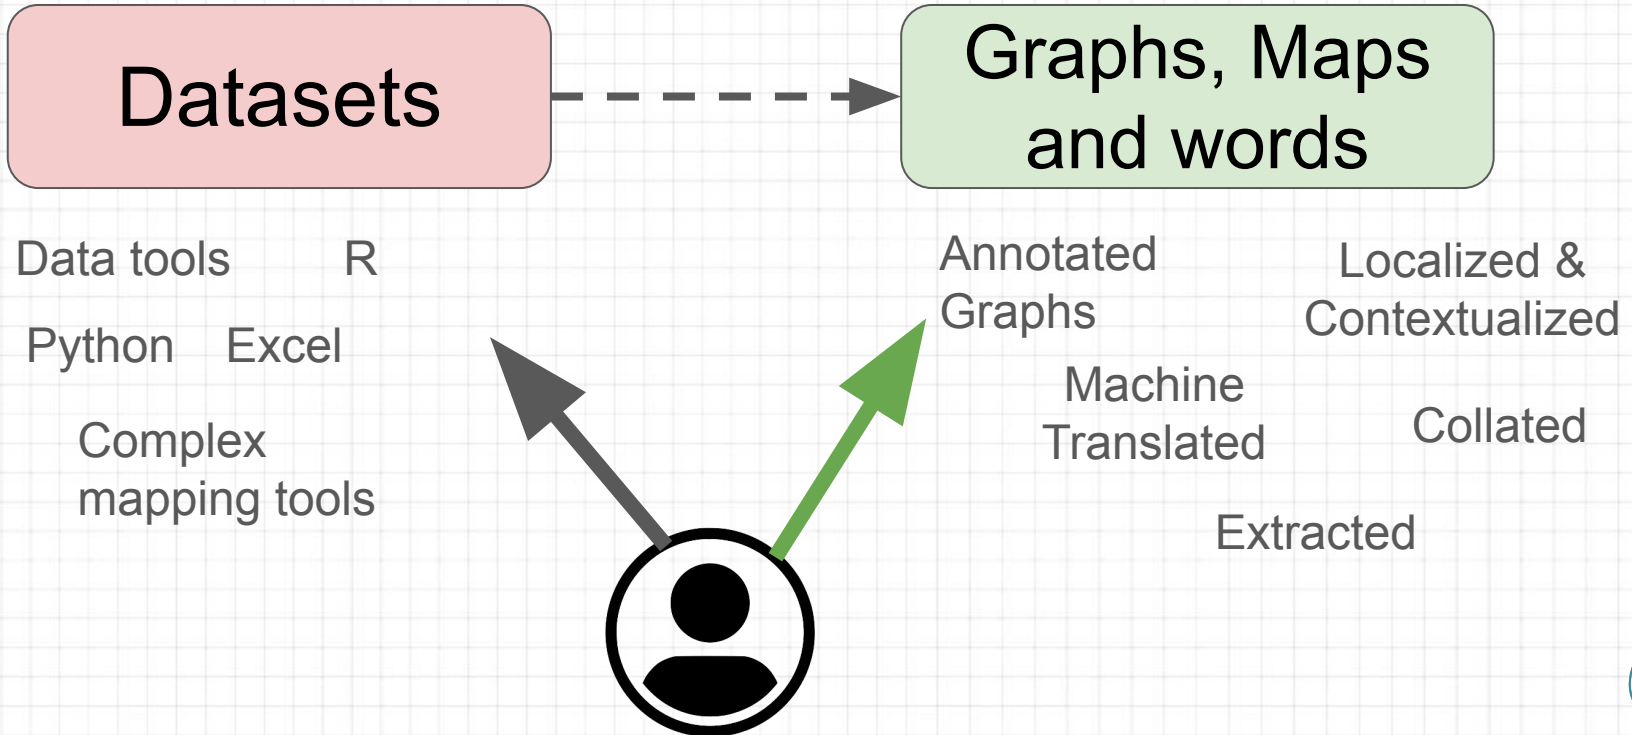 Datasets
Graphs, Maps
and words
Data tools
R
Python
Excel
Complex
mapping tools
Annotated
Graphs
Localized &
Contextualized
Machine
Translated
Collated
Extracted